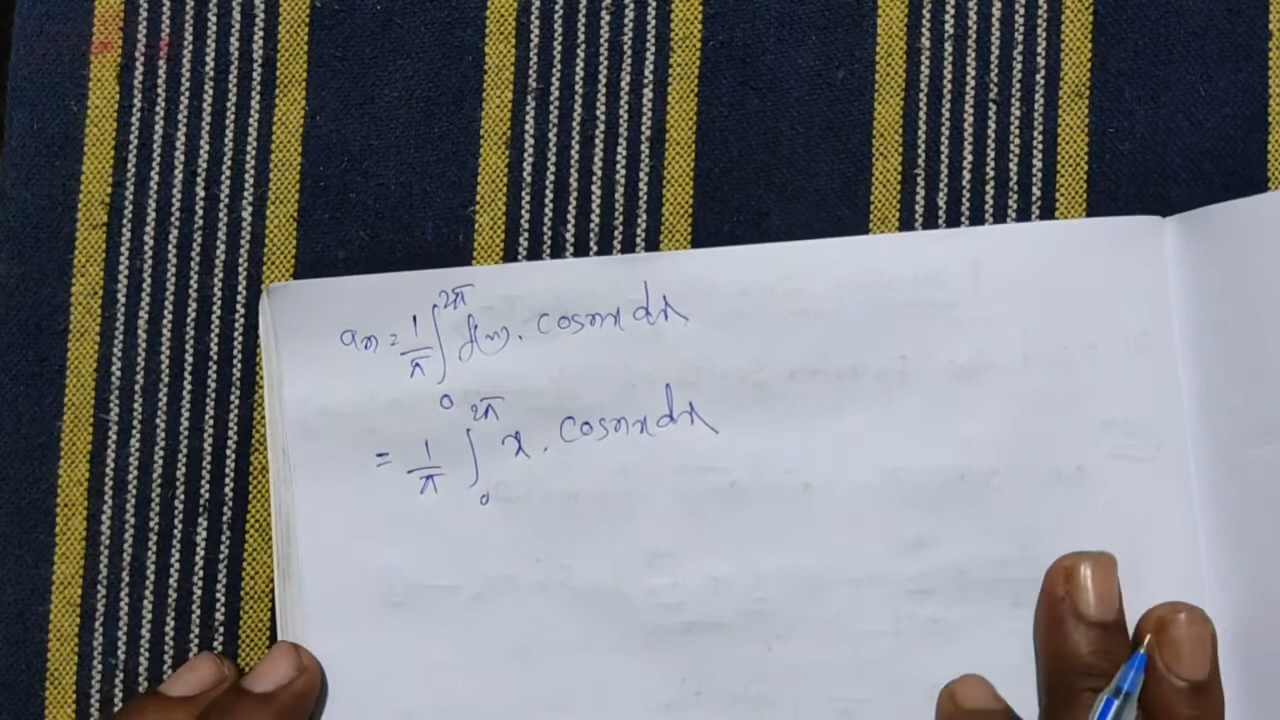 aₙ = 1/π ∫₀^2π f(x). cosnx dx
= 1/π ∫₀^2π x . cosnx dx